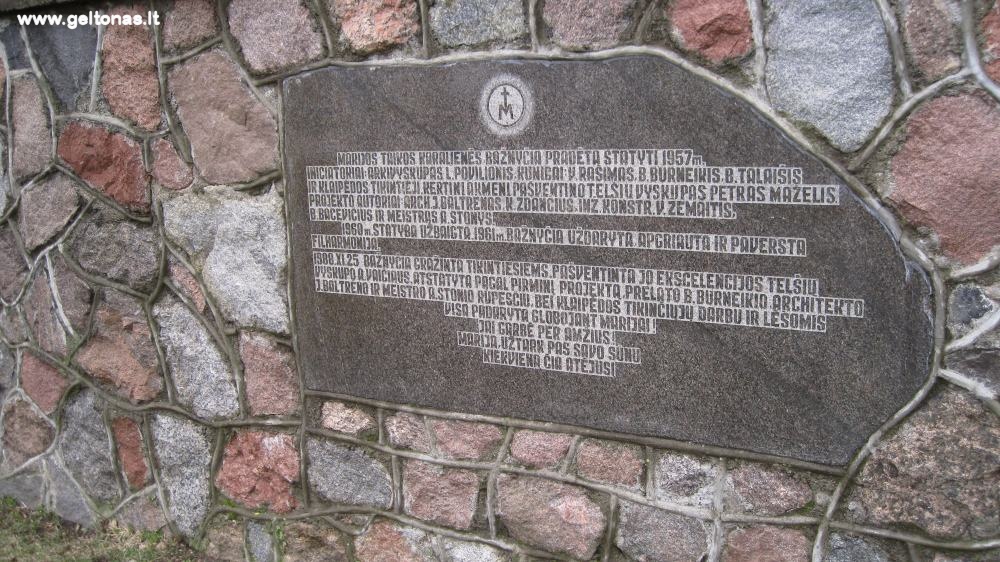 www.geltonas.lt
M
MARIJOS TAIKOS KARALIENĖS BAŽNYČIA PRADĖTA STATYTI 1957m.
INICIATORIAI: ARKIVYSKUPAS L. POVILONIS. KUNIGAI: V. RAŠIMAS. B. BURNEIKIS. B. TALAIŠIS
IR KLAIPĖDOS TIKINTIEJI. KERTINĮ AKMENĮ PAŠVENTINO TELŠIŲ VYSKUPAS PETRAS MAŽELIS
PROJEKTO AUTORIAI: ARCH. J. BALTRĖNAS. R. ZDANČIUS. INŽ. KONSTR. V. ŽEMAITIS.
B. BACEVIČIUS IR MEISTRAS A. STONYS.
1960m. STATYBA UŽBAIGTA. 1961m. BAŽNYČIA UŽDARYTA APGRIAUTA IR PAVERSTA
FILHARMONIJA
1988.XI.25 BAŽNYČIA GRĄŽINTA TIKINTIESIEMS. PAŠVENTINTA JO EKSCELENCIJOS TELŠIŲ
VYSKUPO A. VAIČIAUS. ATSTATYTA PAGAL PIRMINĮ PROJEKTĄ PRELATO B. BURNEIKIO ARCHITEKTO
J. BALTRĖNO IR MEISTRO A. STONIO RŪPESČIU. BEI KLAIPĖDOS TIKINČIŲJŲ DARBU IR LĖŠOMIS
VISA PADARYTA GLOBOJANT MARIJAI!
JAI GARBĖ PER AMŽIUS!
MARIJA. UŽTARK PAS SAVO SŪNŲ
KIEKVIENĄ ČIA ATĖJUSĮ